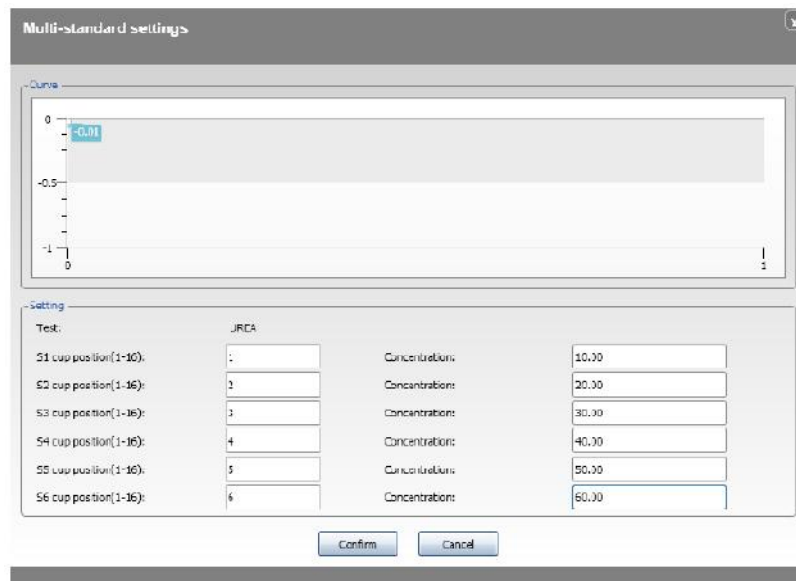 Multi-standard settings
Curve
0
-0.01
-0.5
-1
0 1
Setting
Test: UREA
S1 cup position(1-16): 1 Concentration: 10.00
S2 cup position(1-16): 2 Concentration: 20.00
S3 cup position(1-16): 3 Concentration: 30.00
S4 cup position(1-16): 4 Concentration: 40.00
S5 cup position(1-16): 5 Concentration: 50.00
S6 cup position(1-16): 6 Concentration: 60.00
Confirm Cancel